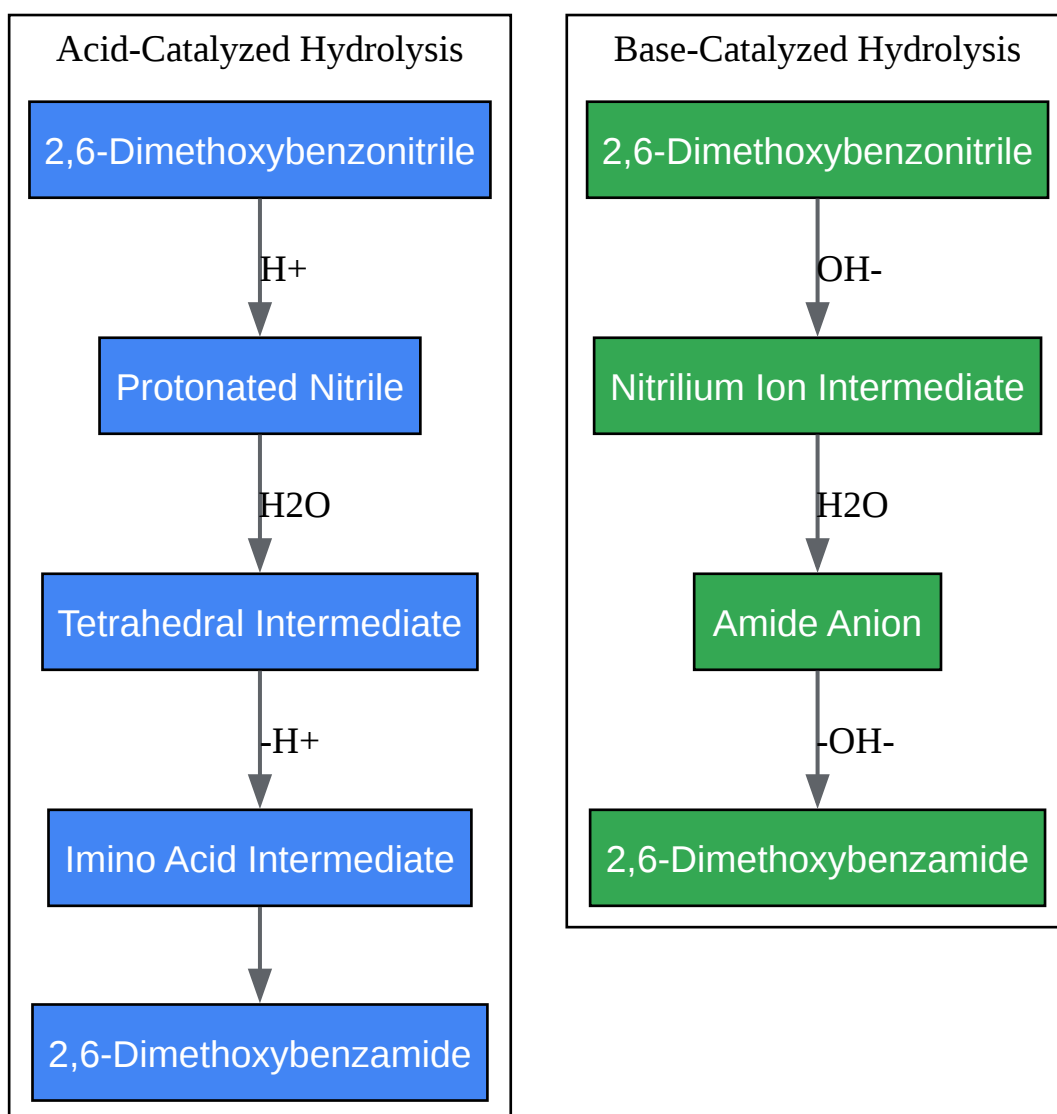 Acid-Catalyzed Hydrolysis
2,6-Dimethoxybenzonitrile
H+
Protonated Nitrile
H2O
Tetrahedral Intermediate
-H+
Imino Acid Intermediate
2,6-Dimethoxybenzamide
Base-Catalyzed Hydrolysis
2,6-Dimethoxybenzonitrile
OH-
Nitrilium Ion Intermediate
H2O
Amide Anion
-OH-
2,6-Dimethoxybenzamide